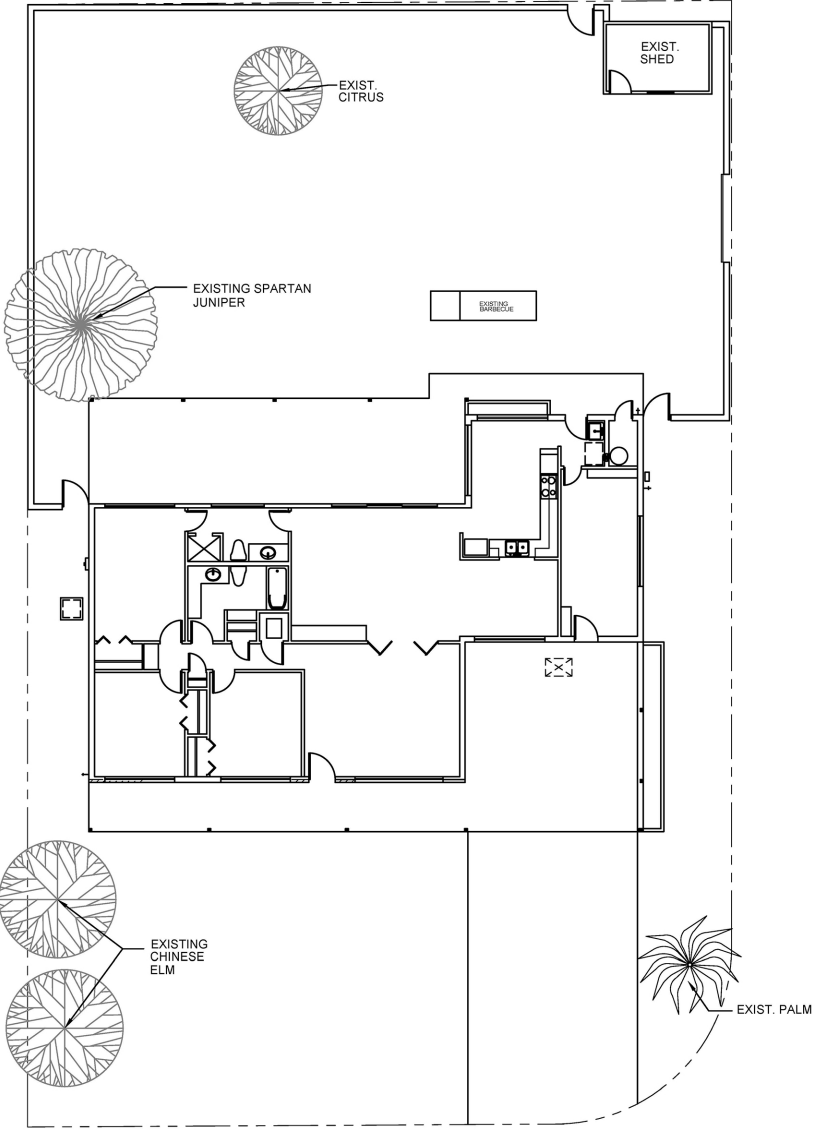 EXIST.
SHED
EXIST.
CITRUS
EXISTING SPARTAN
JUNIPER
EXISTING
BARBECUE
EXISTING
CHINESE
ELM
EXIST. PALM